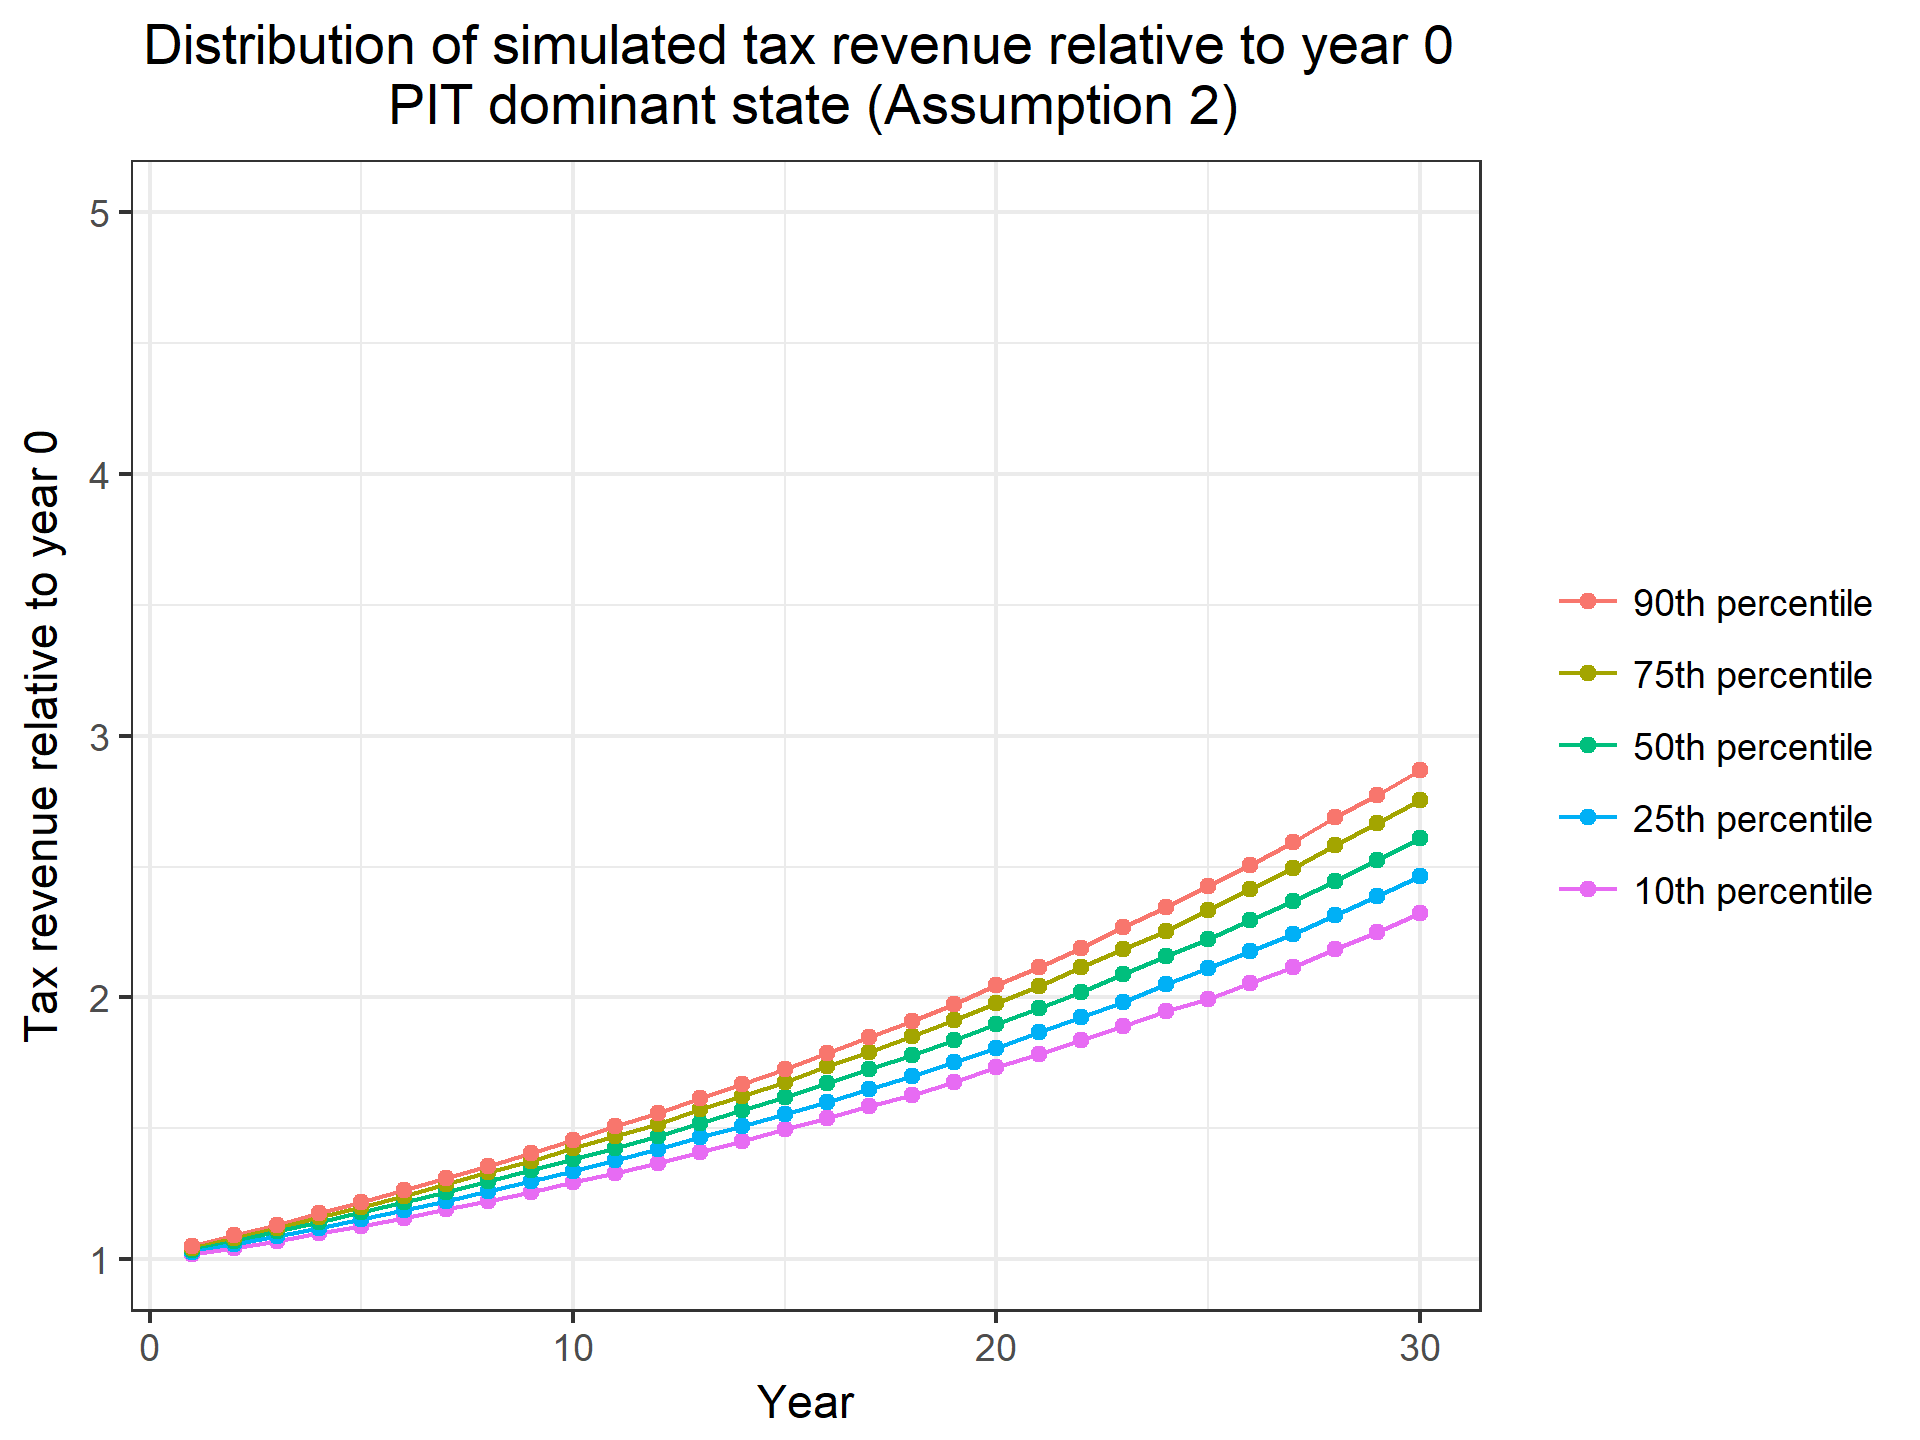 Distribution of simulated tax revenue relative to year 0
PIT dominant state (Assumption 2)
Tax revenue relative to year 0
5
4
3
2
1
0
10
20
30
Year
90th percentile
75th percentile
50th percentile
25th percentile
10th percentile